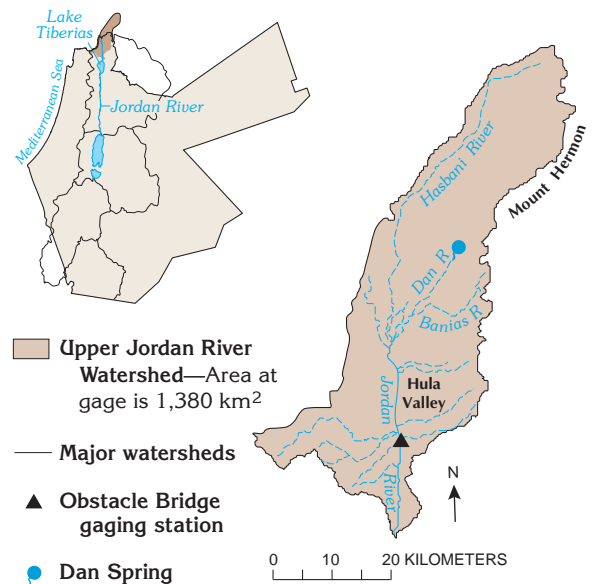 Lake
Tiberias
Mediterranean Sea
Jordan River
Hasbani River
Mount Hermon
Dan R
Banias R
Jordan
River
Hula
Valley
Upper Jordan River
Watershed—Area at
gage is 1,380 km²
Major watersheds
Obstacle Bridge
gaging station
Dan Spring
N
0 10 20 KILOMETERS